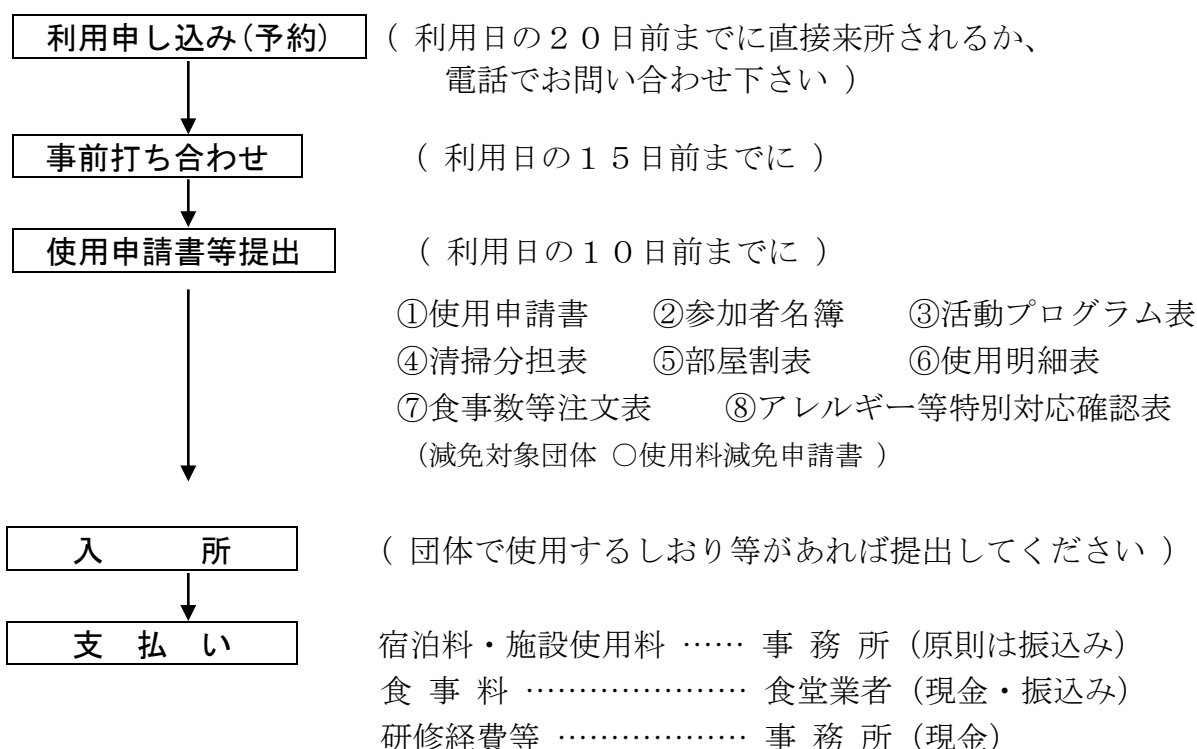 利用申し込み(予約) ( 利用日の２０日前までに直接来所されるか、
電話でお問い合わせ下さい )
事前打ち合わせ ( 利用日の１５日前までに )
使用申請書等提出 ( 利用日の１０日前までに )
①使用申請書 ②参加者名簿 ③活動プログラム表
④清掃分担表 ⑤部屋割表 ⑥使用明細表
⑦食事数等注文表 ⑧アレルギー等特別対応確認表
(減免対象団体 ○使用料減免申請書 )
入 所 ( 団体で使用するしおり等があれば提出してください )
支 払 い 宿泊料・施設使用料 …… 事 務 所 (原則は振込み)
食 事 料 ………………… 食堂業者 (現金・振込み)
研修経費等 ……………… 事 務 所 (現金)